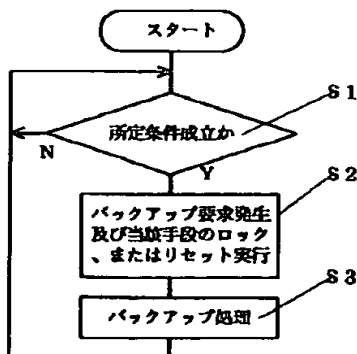 スタート
所定条件成立か
S1
N
Y
S2
バックアップ要求発生
及び当該手段のロック
、またはリセット実行
S3
バックアップ処理